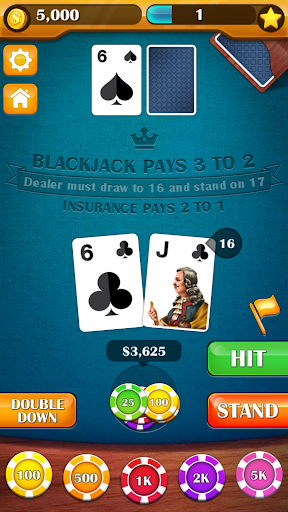 5,000
1
6
BLACKJACK PAYS 3 TO 2
Dealer must draw to 16 and stand on 17
INSURANCE PAYS 2 TO 1
6 J 16
$3,625
HIT
25 100
DOUBLE
DOWN
STAND
100 500 1K 2K 5K